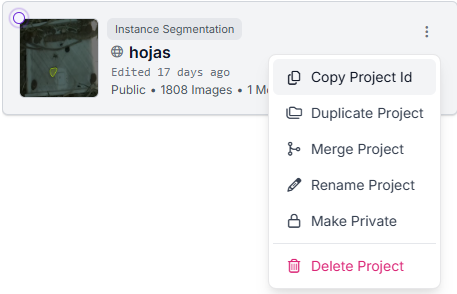 Instance Segmentation
hojas
Edited 17 days ago
Public • 1808 Images • 1
Copy Project Id
Duplicate Project
Merge Project
Rename Project
Make Private
Delete Project